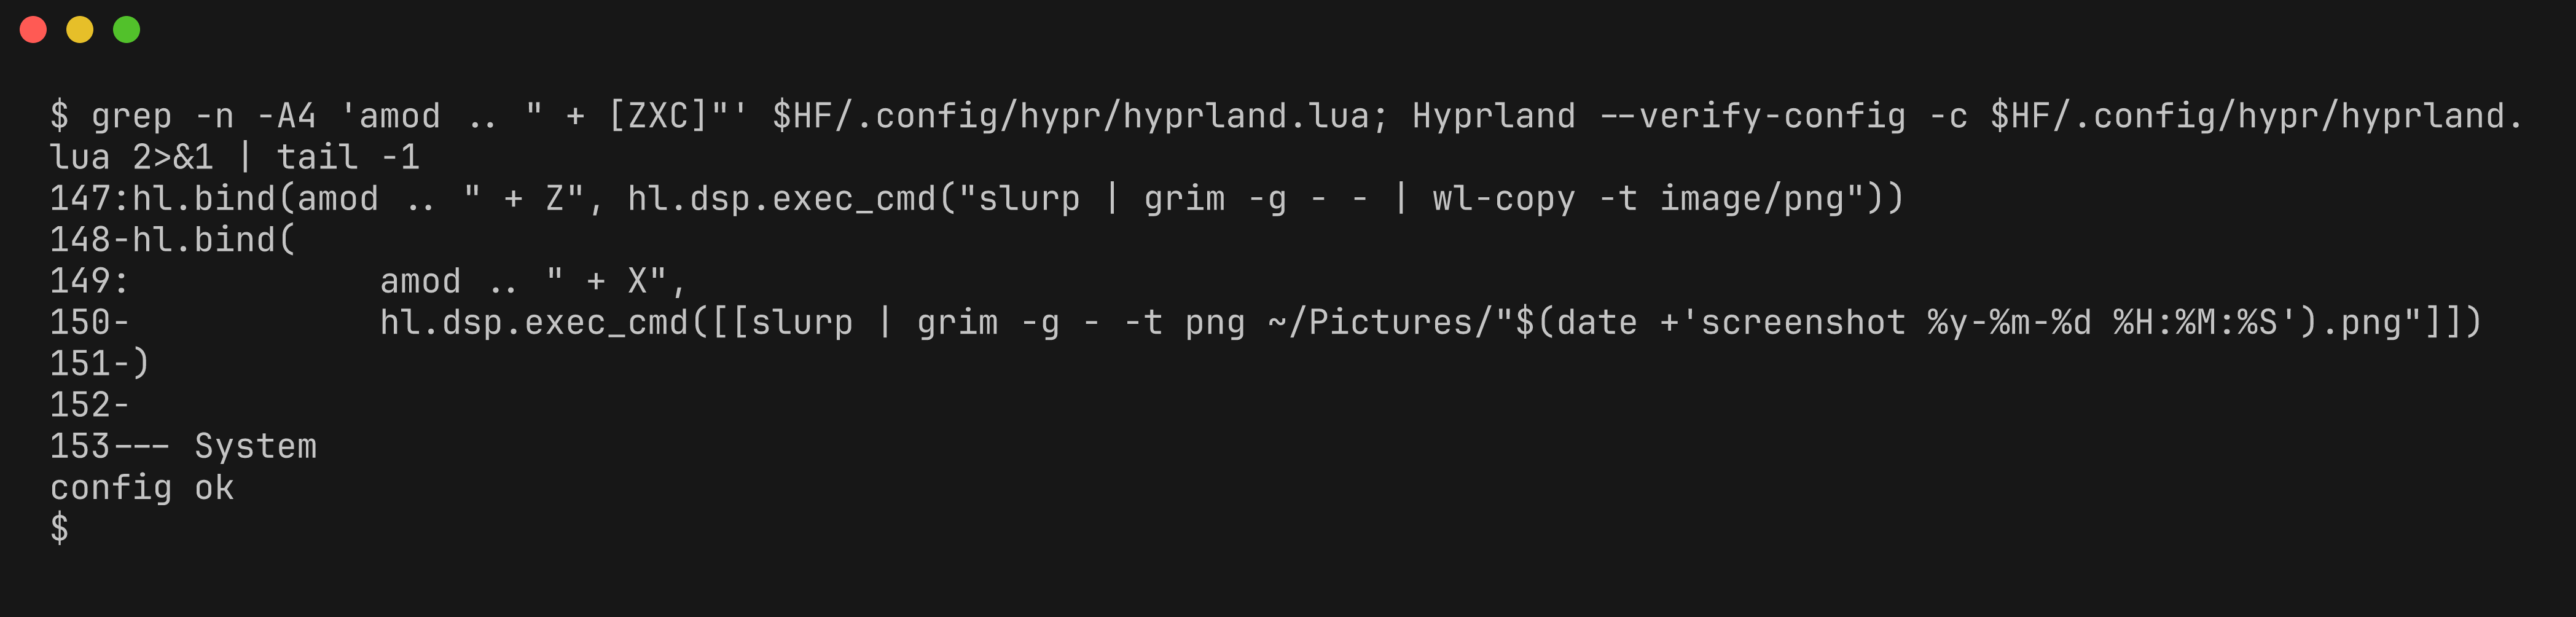 $ grep -n -A4 'amod .. " + [ZXC]"' $HF/.config/hypr/hyprland.lua; Hyprland --verify-config -c $HF/.config/hypr/hyprland.
lua 2>&1 | tail -1
147:hl.bind(amod .. " + Z", hl.dsp.exec_cmd("slurp | grim -g - - | wl-copy -t image/png"))
148-hl.bind(
149:            amod .. " + X",
150-            hl.dsp.exec_cmd([[slurp | grim -g - -t png ~/Pictures/"$(date +'screenshot %y-%m-%d %H:%M:%S').png"]])
151-)
152-
153--- System
config ok
$